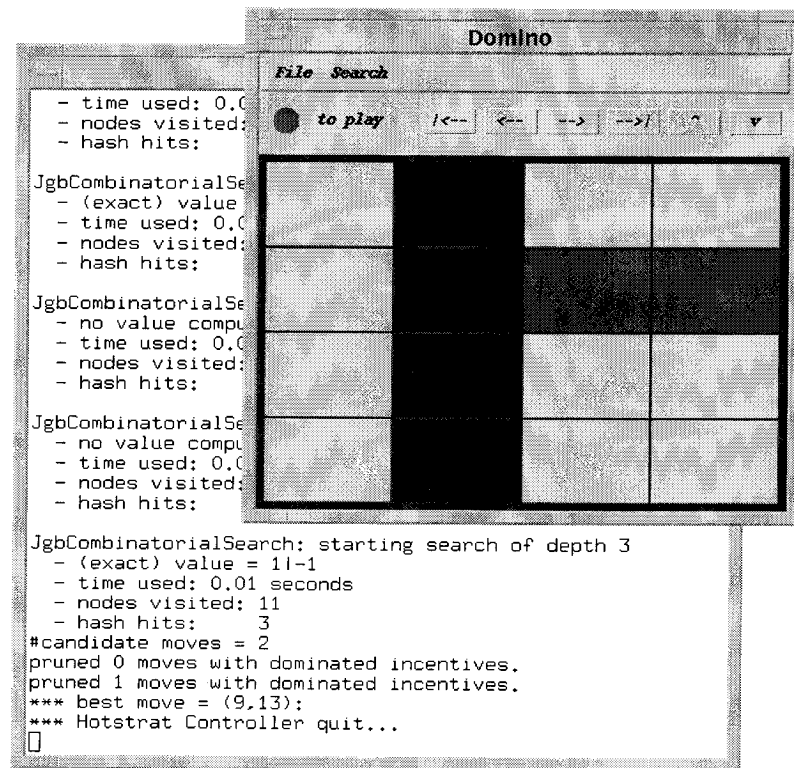 Domino
File Search
to play |<-- <-- --> -->| ^ v
- time used: 0.0
- nodes visited:
- hash hits:
JgbCombinatorialSe
- (exact) value
- time used: 0.0
- nodes visited:
- hash hits:
JgbCombinatorialSe
- no value compu
- time used: 0.0
- nodes visited:
- hash hits:
JgbCombinatorialSe
- no value compu
- time used: 0.0
- nodes visited:
- hash hits:
JgbCombinatorialSearch: starting search of depth 3
- (exact) value = 1|-1
- time used: 0.01 seconds
- nodes visited: 11
- hash hits: 3
#candidate moves = 2
pruned 0 moves with dominated incentives.
pruned 1 moves with dominated incentives.
*** best move = (9,13):
*** Hotstrat Controller quit...